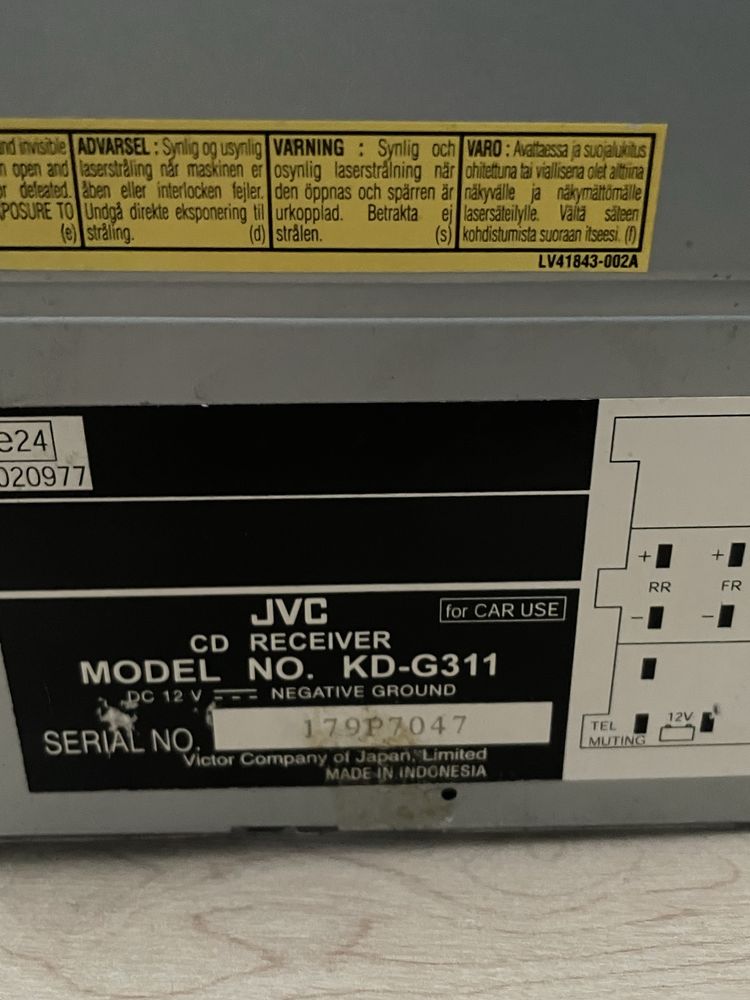 nd invisible
n open and
r defeated.
POSURE TO
(e)
ADVARSEL : Synlig og usynlig
laserstråling når maskinen er
åben eller interlocken fejler.
Undgå direkte eksponering til
stråling. (d)
VARNING : Synlig och
osynlig laserstrålning när
den öppnas och spärren är
urkopplad. Betrakta ej
strålen. (s)
VARO : Avattaessa ja suojalukitus
ohitettuna tai viallisena olet alttiina
näkyvälle ja näkymättömälle
lasersäteilylle. Vältä säteen
kohdistumista suoraan itseesi. (f)
LV41843-002A
e24
020977
JVC
for CAR USE
CD RECEIVER
MODEL NO. KD-G311
DC 12 V NEGATIVE GROUND
SERIAL NO. 179P7047
Victor Company of Japan, Limited
MADE IN INDONESIA
+ +
RR FR
- -
TEL
MUTING
12V